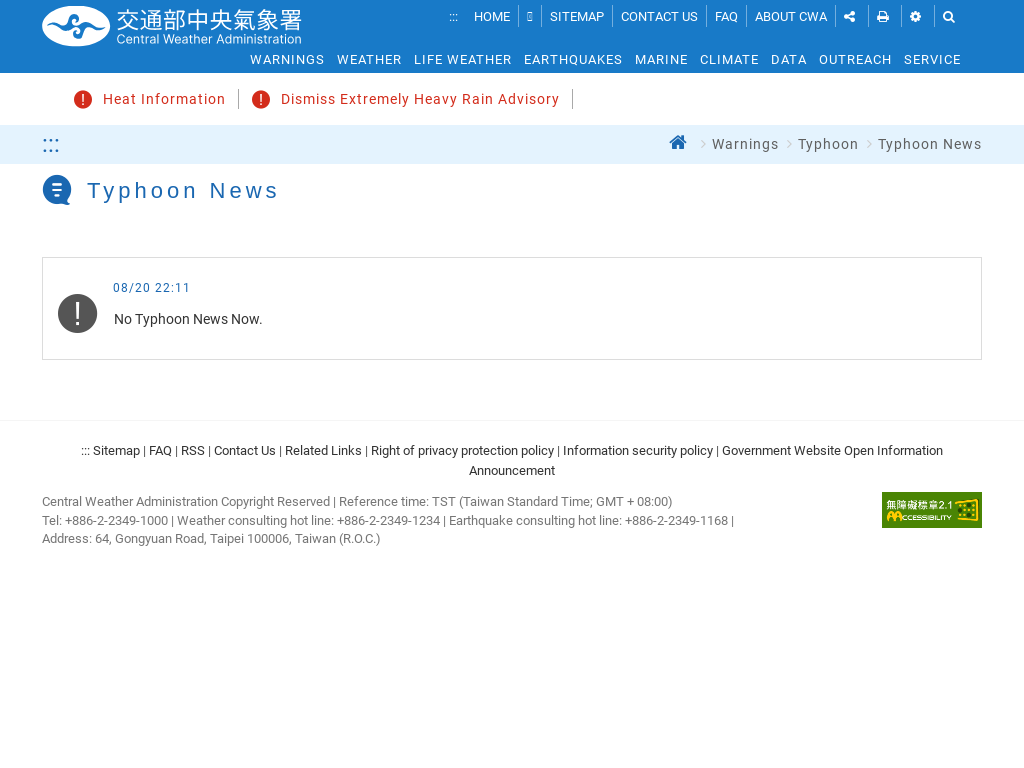 交通部中央氣象署
Central Weather Administration
::: HOME SITEMAP CONTACT US FAQ ABOUT CWA
WARNINGS WEATHER LIFE WEATHER EARTHQUAKES MARINE CLIMATE DATA OUTREACH SERVICE
Heat Information Dismiss Extremely Heavy Rain Advisory
::: Warnings Typhoon Typhoon News
Typhoon News
08/20 22:11
No Typhoon News Now.
::: Sitemap | FAQ | RSS | Contact Us | Related Links | Right of privacy protection policy | Information security policy | Government Website Open Information
Announcement
Central Weather Administration Copyright Reserved | Reference time: TST (Taiwan Standard Time; GMT + 08:00)
Tel: +886-2-2349-1000 | Weather consulting hot line: +886-2-2349-1234 | Earthquake consulting hot line: +886-2-2349-1168 |
Address: 64, Gongyuan Road, Taipei 100006, Taiwan (R.O.C.)
無障礙標章2.1
AACCESSIBILITY